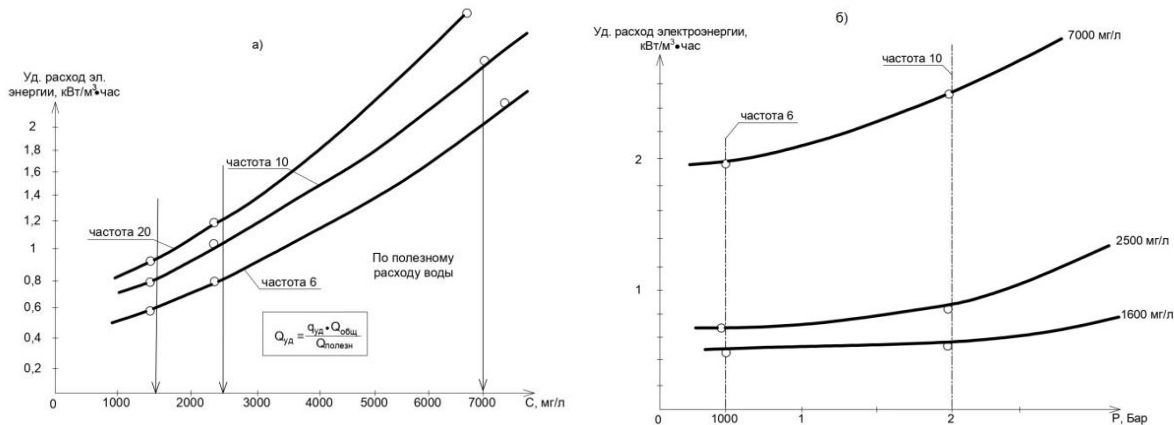 а)
Уд. расход эл.
энергии, кВт/м³•час
2
1,8
1,6
1,4
1,2
1
0,8
0,6
0,4
0,2
0
1000
2000
3000
4000
5000
6000
7000
С, мг/л
частота 20
частота 10
частота 6
По полезному
расходу воды
Qуд = qуд • Qобщ / Qполезн
б)
Уд. расход электроэнергии,
кВт/м³•час
7000 мг/л
частота 10
частота 6
2
2500 мг/л
1
1600 мг/л
0
1000
1
2
Р, Бар